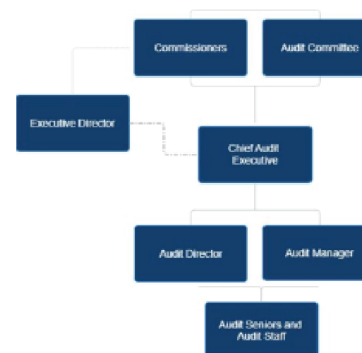 Commissioners
Audit Committee
Executive Director
Chief Audit
Executive
Audit Director
Audit Manager
Audit Seniors and
Audit Staff